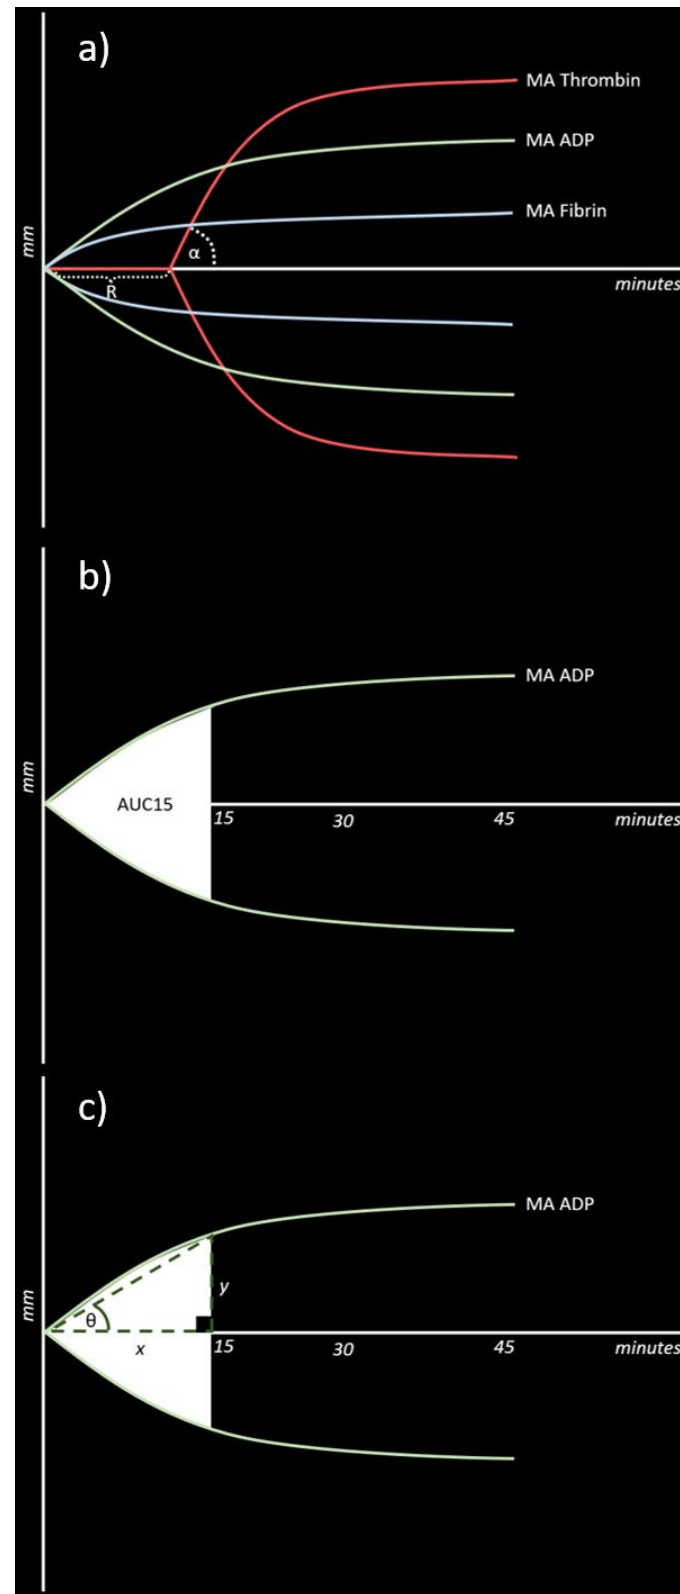 a)
MA Thrombin
MA ADP
MA Fibrin
mm
α
R
minutes
b)
MA ADP
mm
AUC15
15 30 45 minutes
c)
MA ADP
mm
y
θ
x 15 30 45 minutes